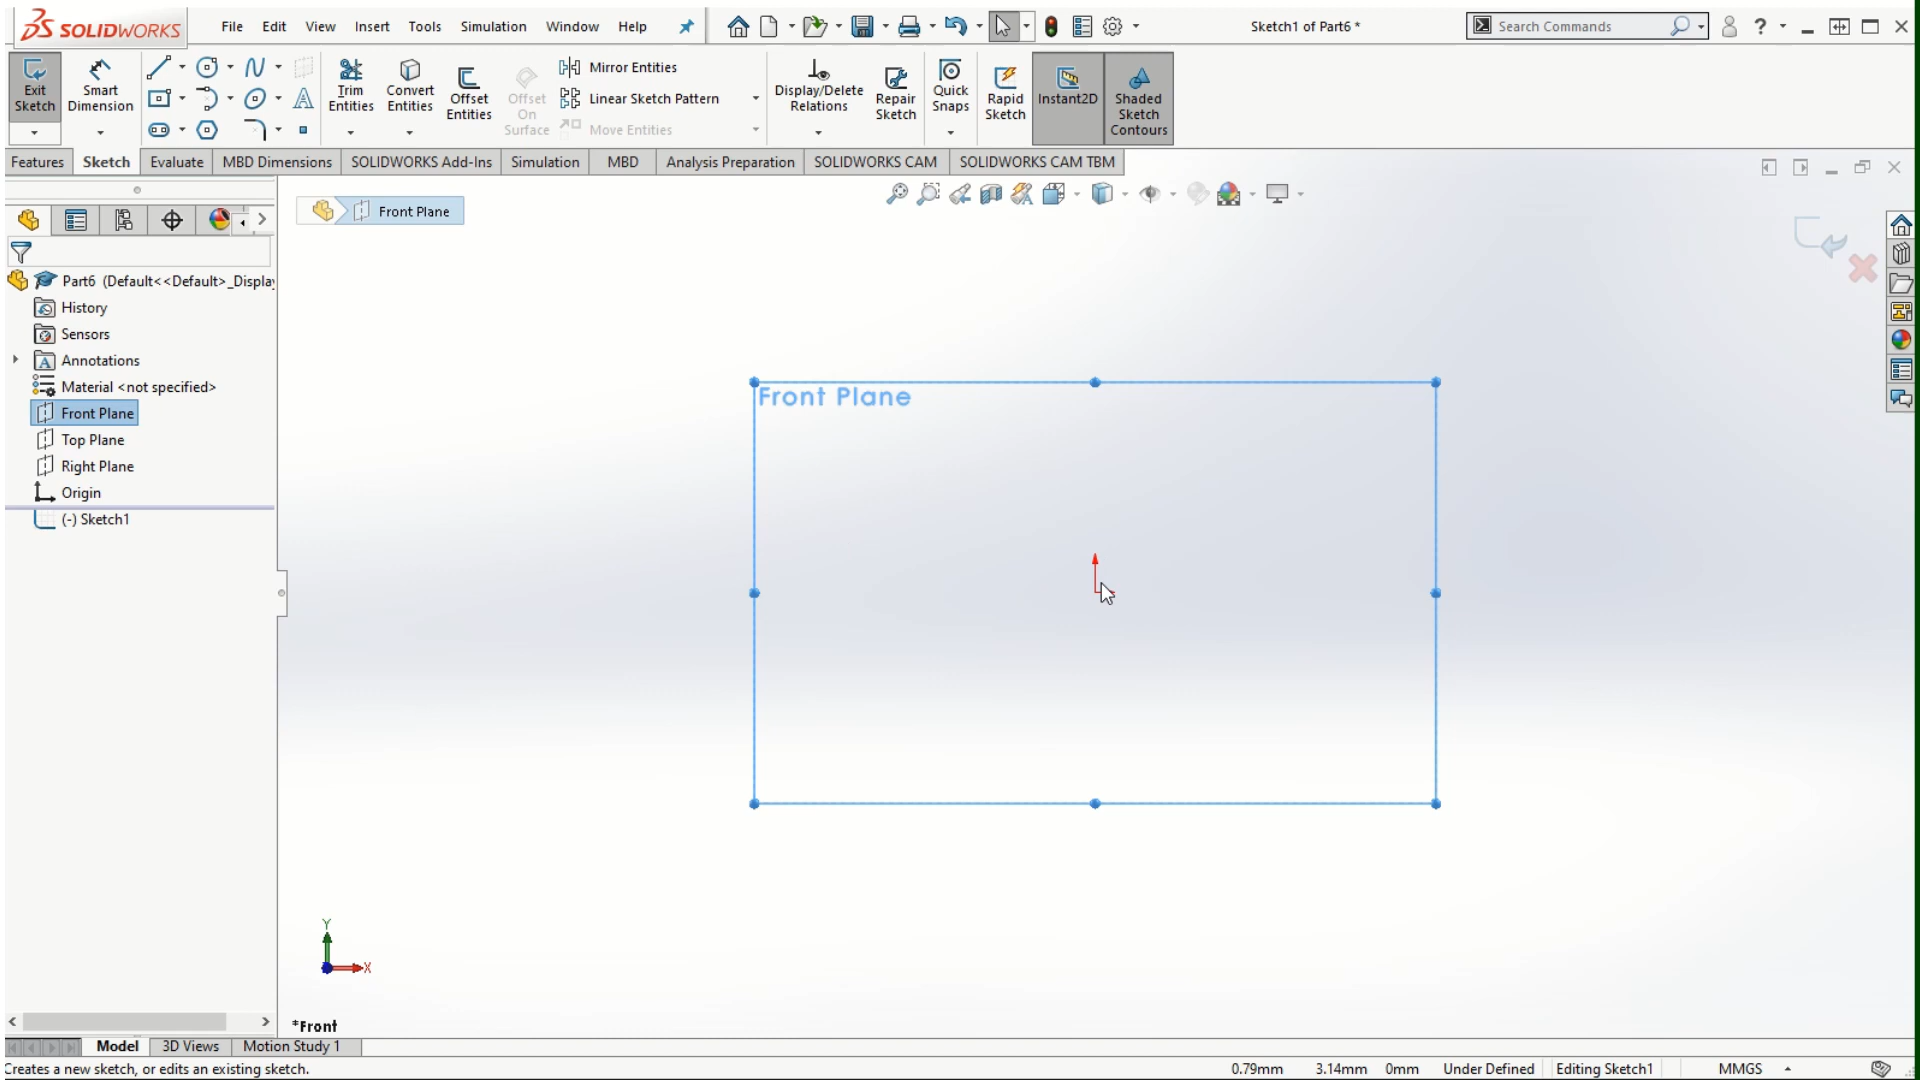 SOLIDWORKS File Edit View Insert Tools Simulation Window Help Sketch1 of Part6 * Search Commands ?
Exit Sketch
Smart Dimension
Trim Entities
Convert Entities
Offset Entities
Offset On Surface
Mirror Entities
Linear Sketch Pattern
Move Entities
Display/Delete Relations
Repair Sketch
Quick Snaps
Rapid Sketch
Instant2D
Shaded Sketch Contours
Features Sketch Evaluate MBD Dimensions SOLIDWORKS Add-Ins Simulation MBD Analysis Preparation SOLIDWORKS CAM SOLIDWORKS CAM TBM
Front Plane
Part6 (Default<<Default>_Display
History
Sensors
Annotations
Material <not specified>
Front Plane
Top Plane
Right Plane
Origin
(-) Sketch1
Front Plane
Y
X
*Front
Model 3D Views Motion Study 1
Creates a new sketch, or edits an existing sketch. 0.79mm 3.14mm 0mm Under Defined Editing Sketch1 MMGS